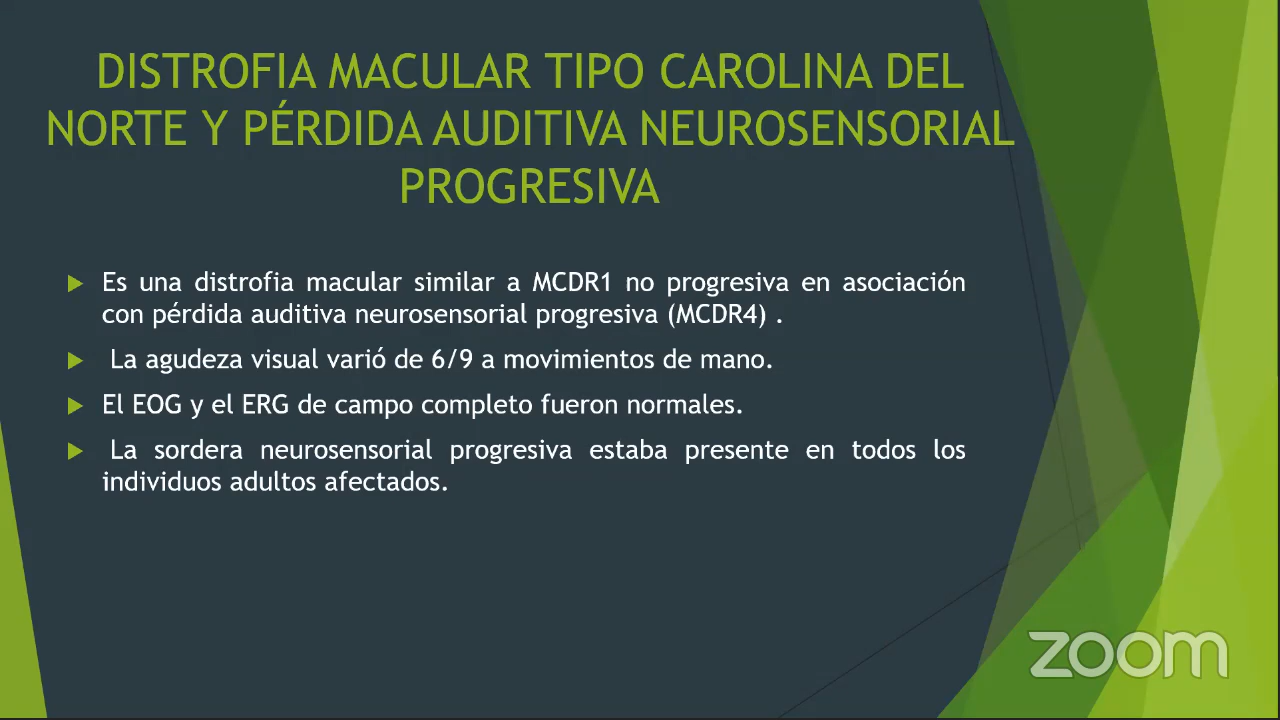 DISTROFIA MACULAR TIPO CAROLINA DEL
NORTE Y PÉRDIDA AUDITIVA NEUROSENSORIAL
PROGRESIVA
Es una distrofia macular similar a MCDR1 no progresiva en asociación
con pérdida auditiva neurosensorial progresiva (MCDR4) .
La agudeza visual varió de 6/9 a movimientos de mano.
El EOG y el ERG de campo completo fueron normales.
La sordera neurosensorial progresiva estaba presente en todos los
individuos adultos afectados.
zoom